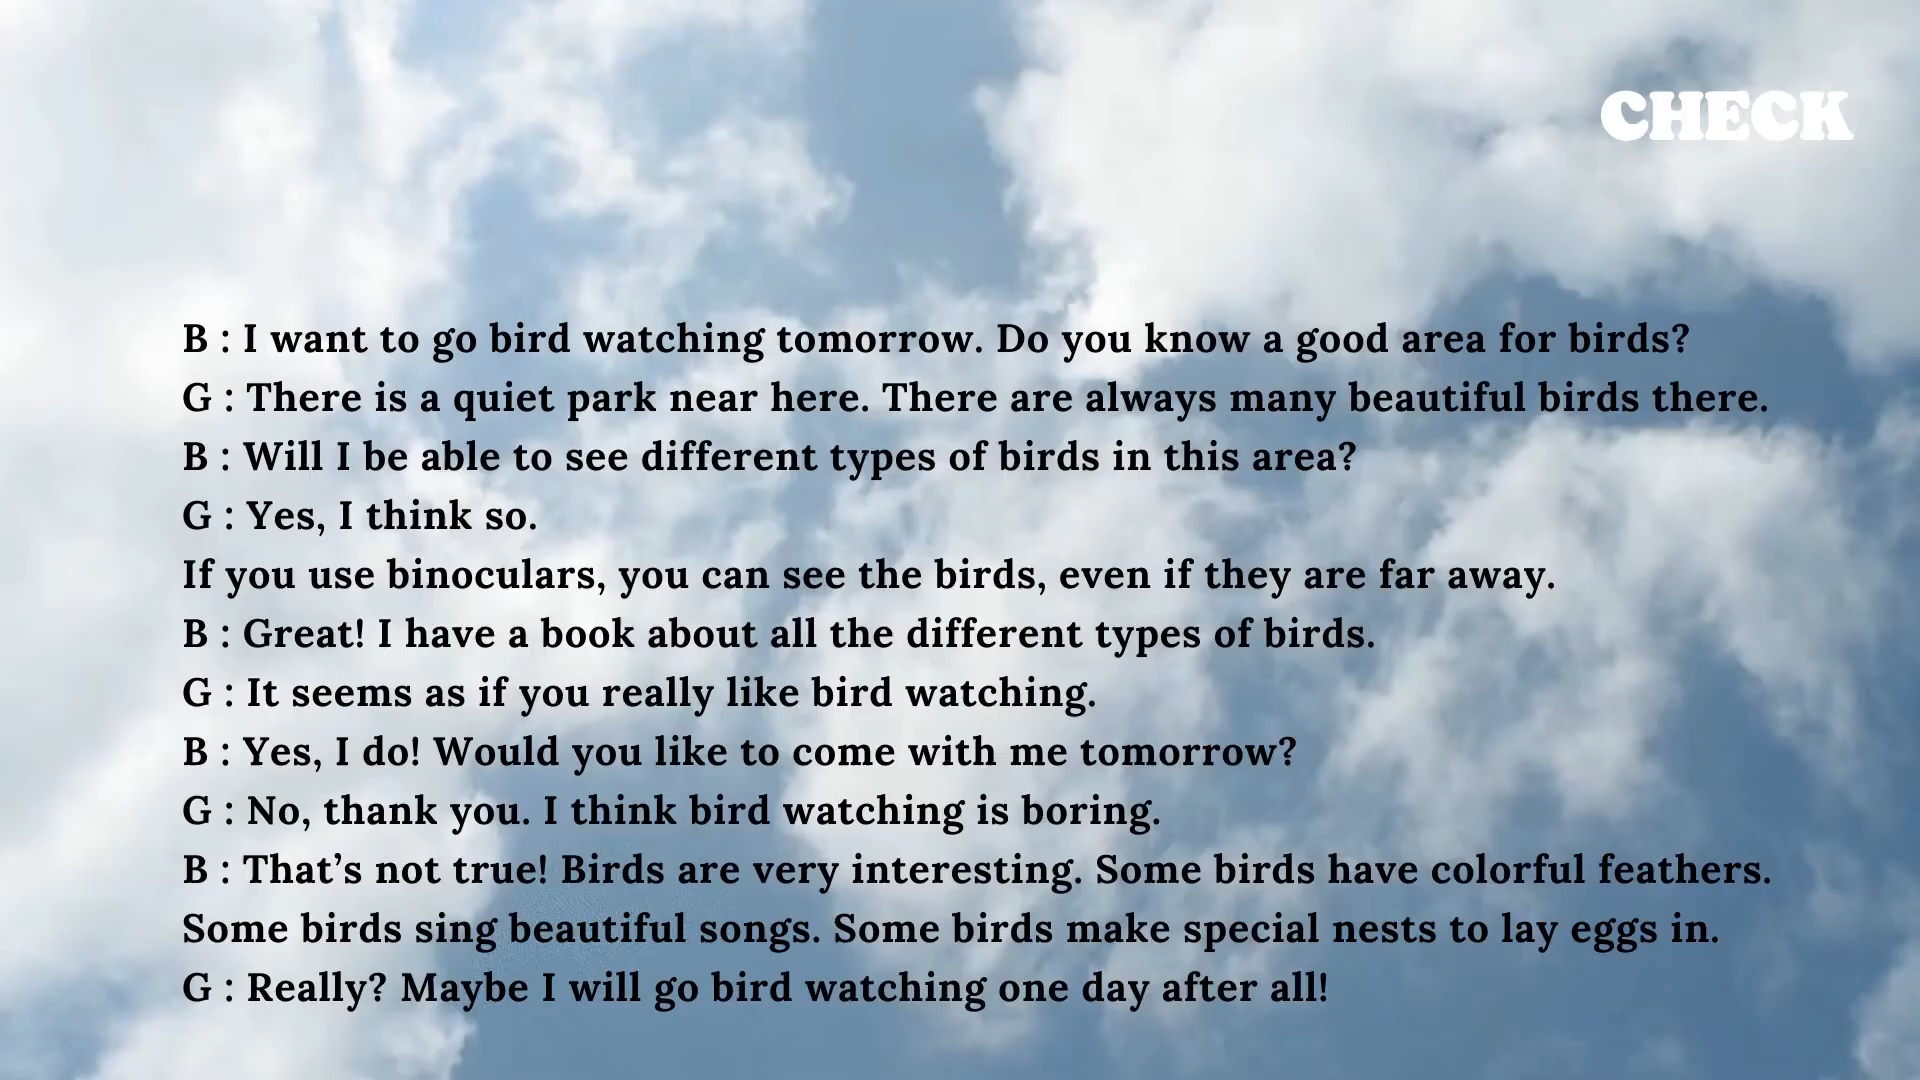 CHECK
B : I want to go bird watching tomorrow. Do you know a good area for birds?
G : There is a quiet park near here. There are always many beautiful birds there.
B : Will I be able to see different types of birds in this area?
G : Yes, I think so.
If you use binoculars, you can see the birds, even if they are far away.
B : Great! I have a book about all the different types of birds.
G : It seems as if you really like bird watching.
B : Yes, I do! Would you like to come with me tomorrow?
G : No, thank you. I think bird watching is boring.
B : That’s not true! Birds are very interesting. Some birds have colorful feathers.
Some birds sing beautiful songs. Some birds make special nests to lay eggs in.
G : Really? Maybe I will go bird watching one day after all!